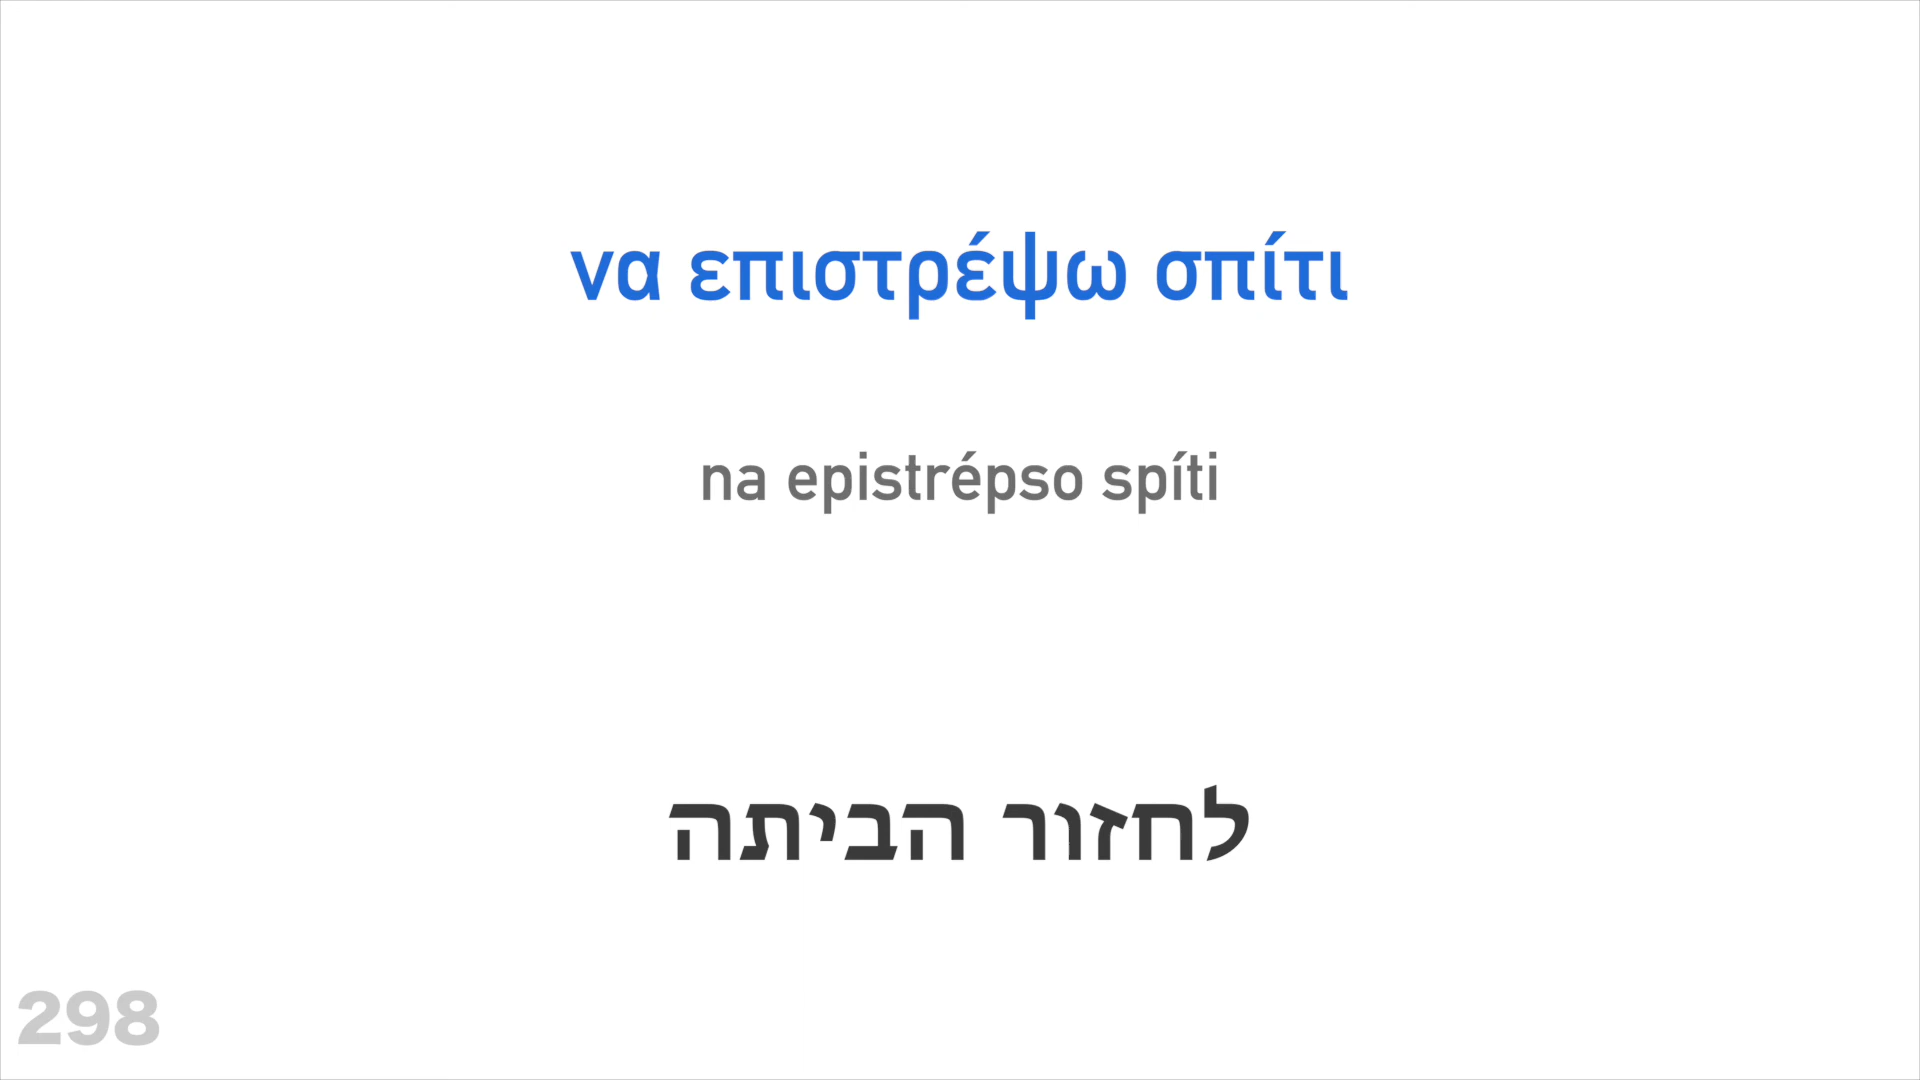 να επιστρέψω σπίτι
na epistrépso spíti
לחזור הביתה
298